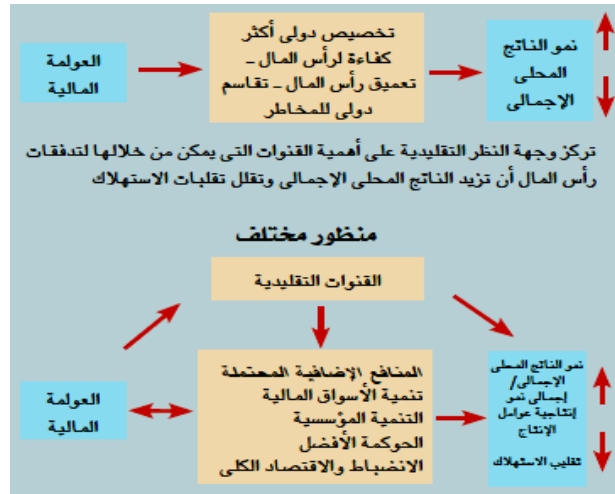 العولمة
المالية
تخصيص دولى أكثر
كفاءة لرأس المال ـ
تعميق رأس المال ـ تقاسم
دولى للمخاطر
نمو الناتج
المحلى
الإجمالى
تركز وجهة النظر التقليدية على أهمية القنوات التى يمكن من خلالها لتدفقات
رأس المال أن تزيد الناتج المحلى الإجمالى وتقلل تقلبات الاستهلاك
منظور مختلف
القنوات التقليدية
العولمة
المالية
المنافع الإضافية المحتملة
تنمية الأسواق المالية
التنمية المؤسسية
الحوكمة الأفضل
الانضباط والاقتصاد الكلى
نمو الناتج المحلى
الإجمالى/
إجمالى نمو
إنتاجية عوامل
الإنتاج
تقليب الاستهلاك